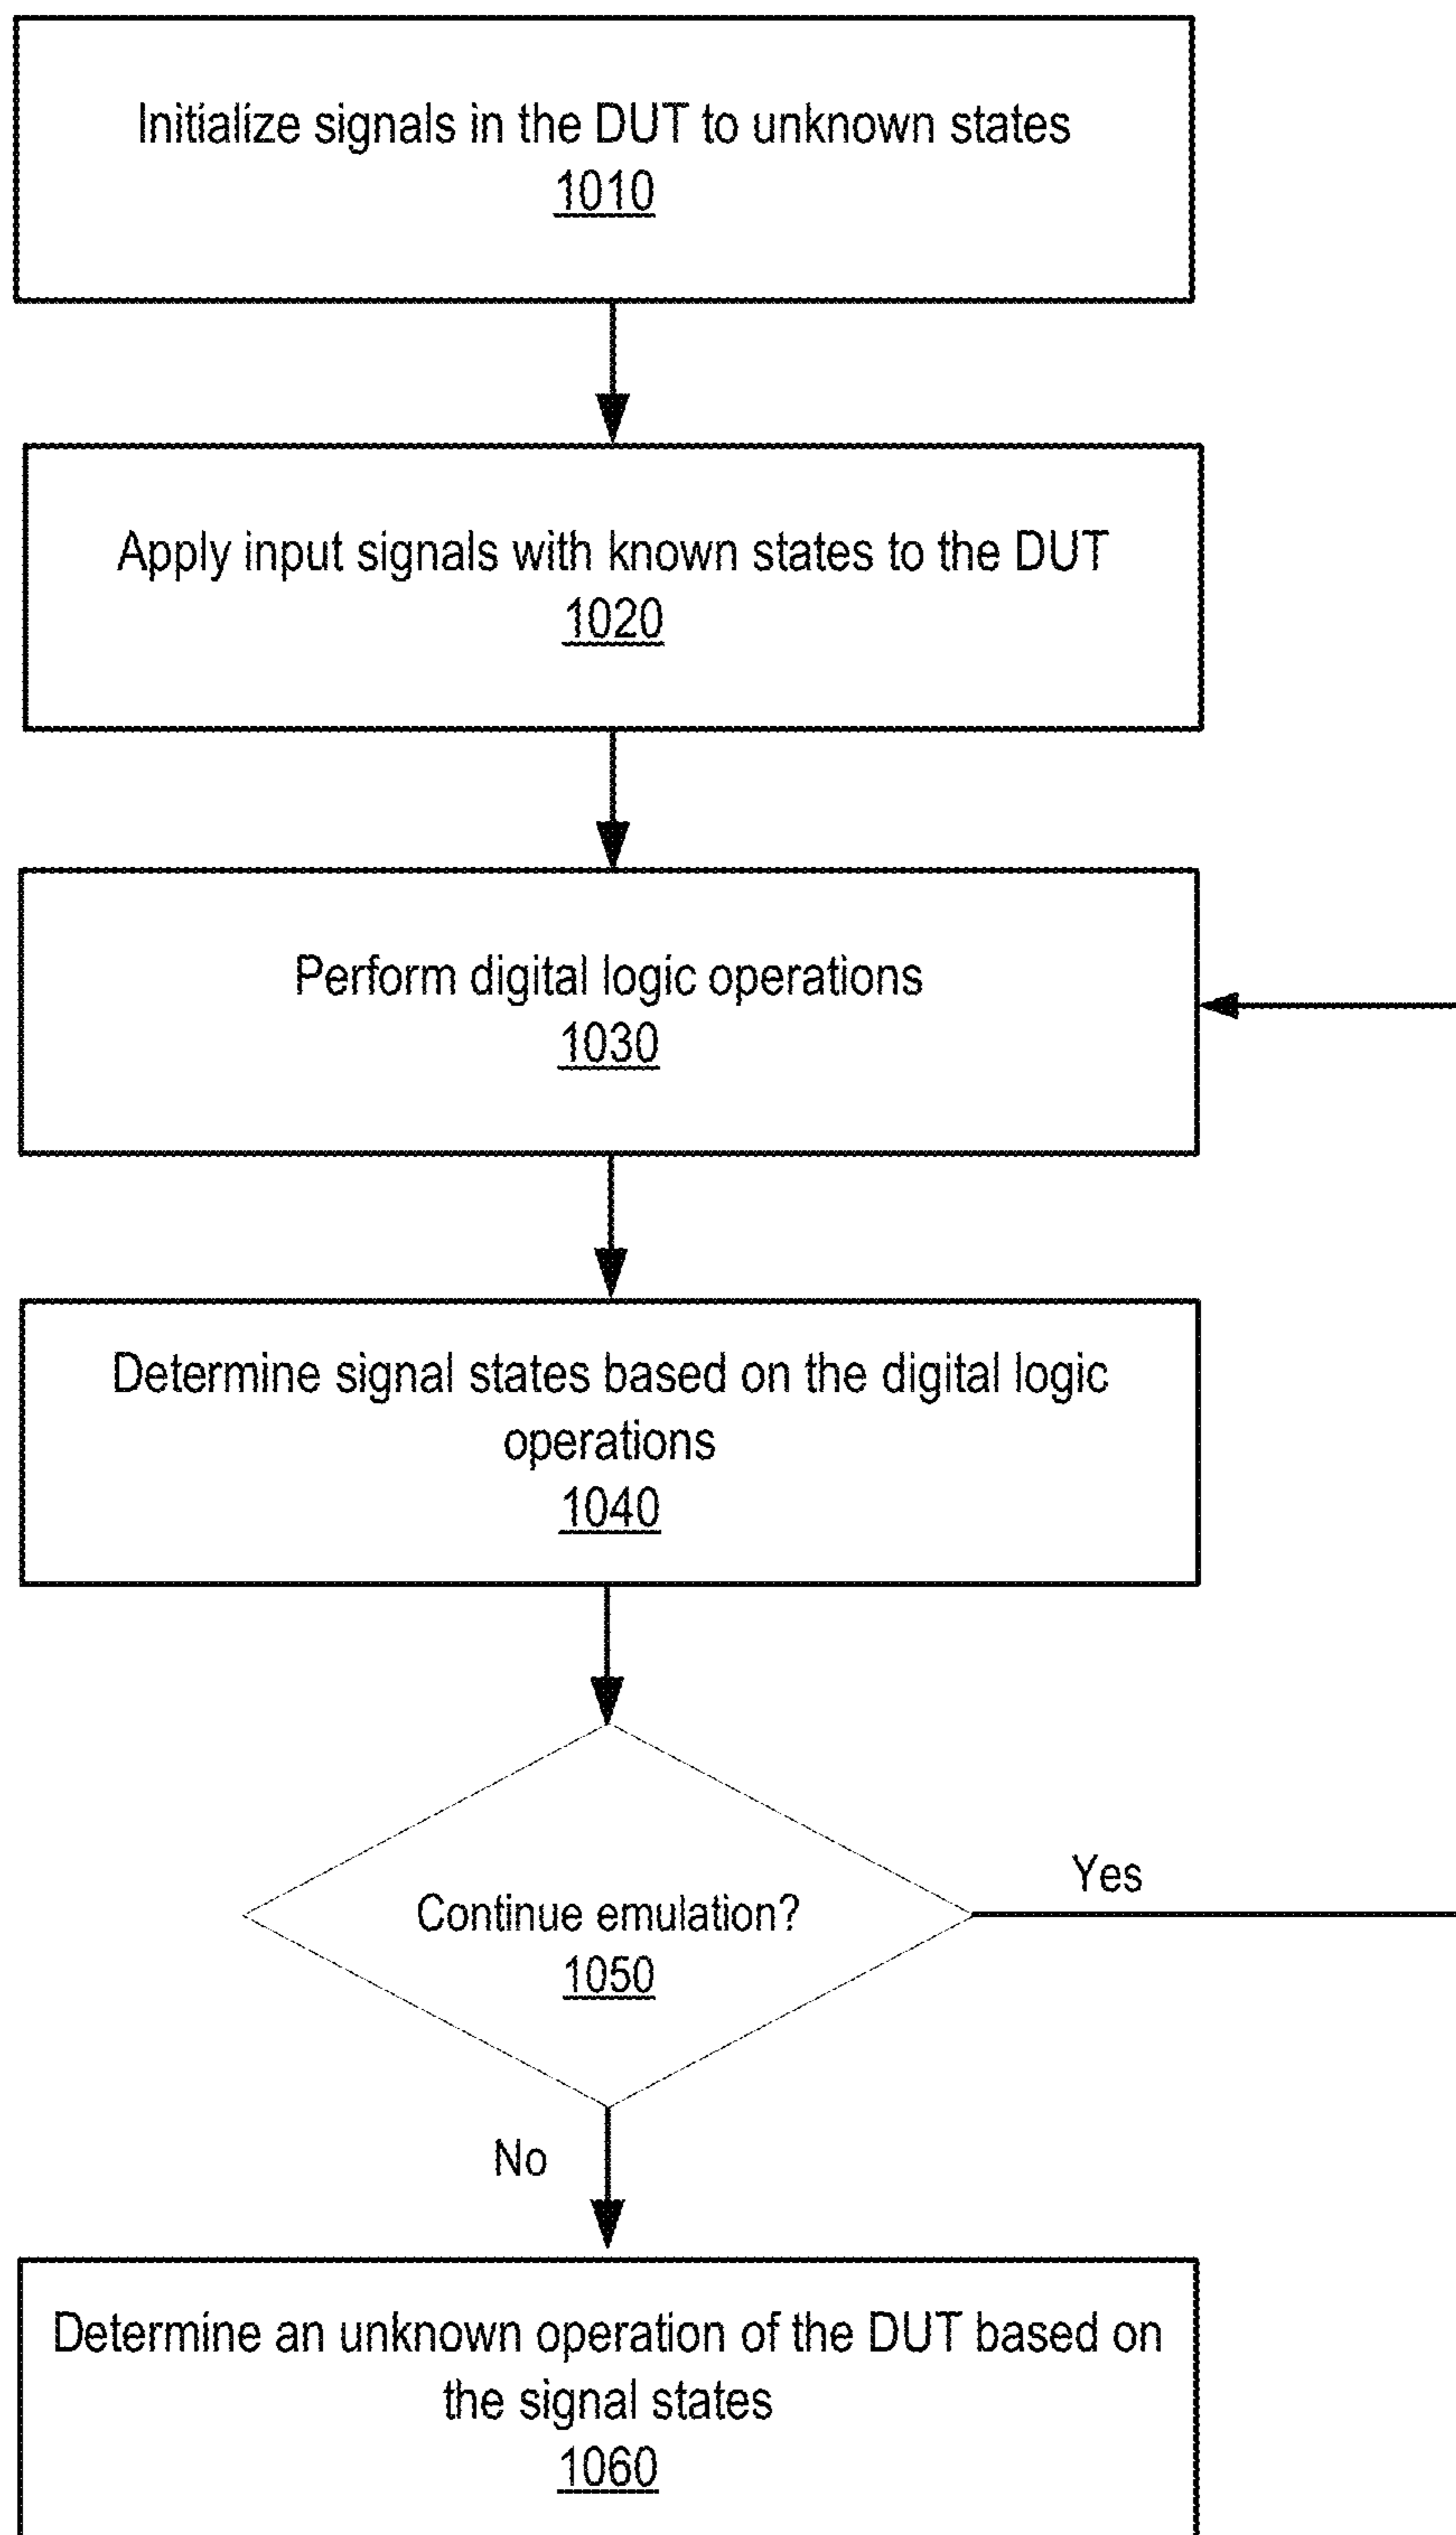 Initialize signals in the DUT to unknown states
1010
Apply input signals with known states to the DUT
1020
Perform digital logic operations
1030
Determine signal states based on the digital logic
operations
1040
Continue emulation?
1050
Yes
No
Determine an unknown operation of the DUT based on
the signal states
1060